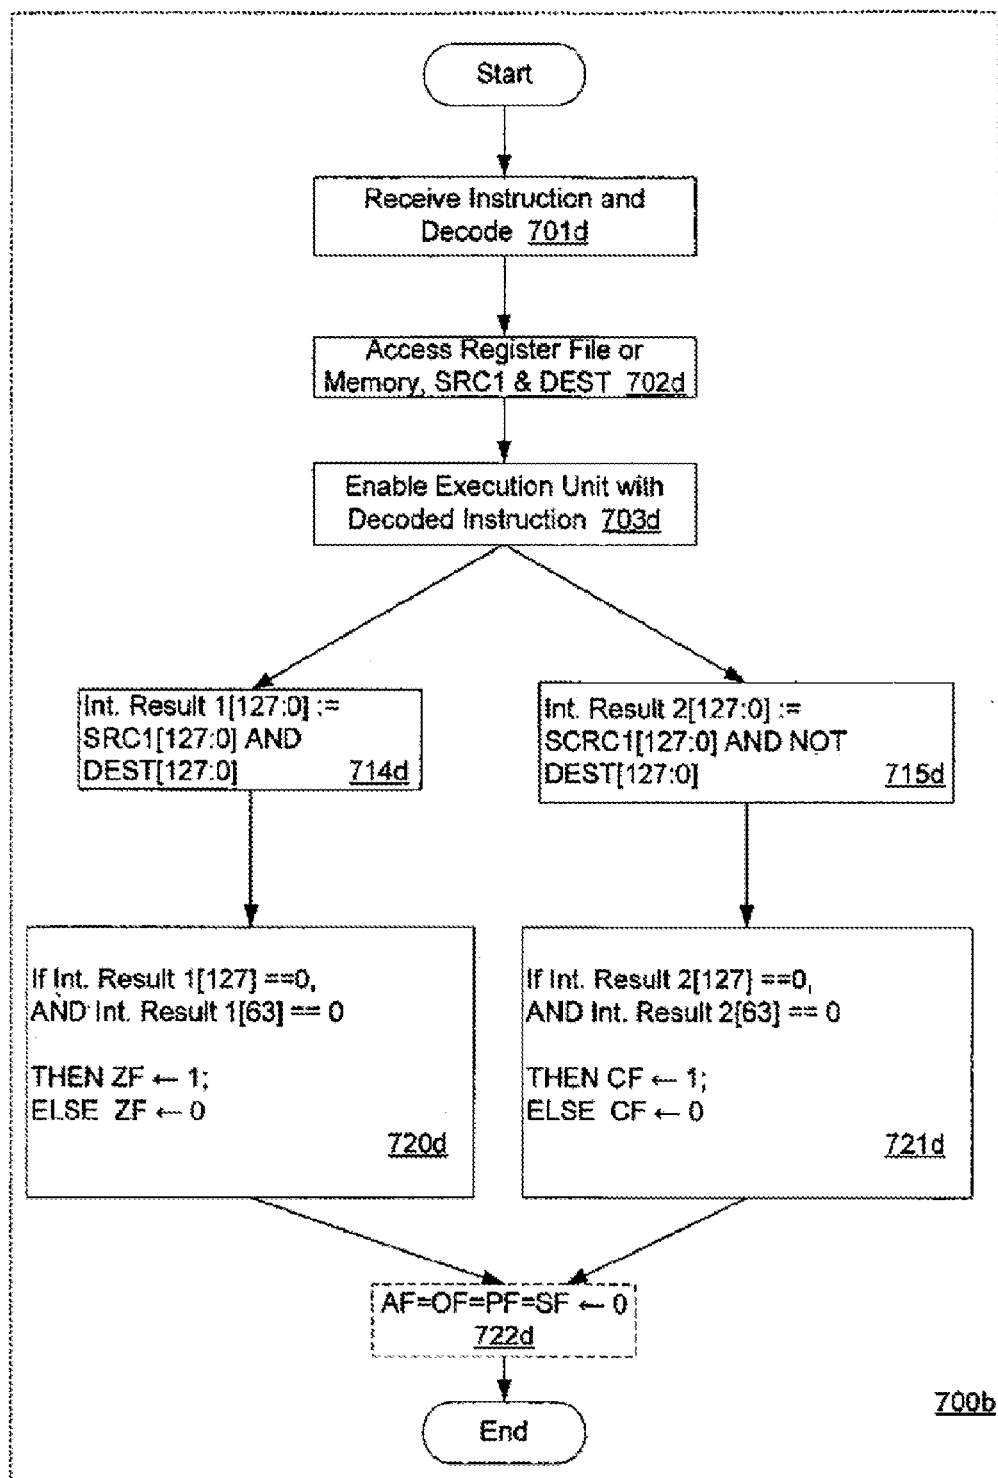 Start
Receive Instruction and
Decode 701d
Access Register File or
Memory, SRC1 & DEST 702d
Enable Execution Unit with
Decoded Instruction 703d
Int. Result 1[127:0] :=
SRC1[127:0] AND
DEST[127:0] 714d
Int. Result 2[127:0] :=
SCRC1[127:0] AND NOT
DEST[127:0] 715d
If Int. Result 1[127] ==0,
AND Int. Result 1[63] == 0
THEN ZF ← 1;
ELSE ZF ← 0
720d
If Int. Result 2[127] ==0,
AND Int. Result 2[63] == 0
THEN CF ← 1;
ELSE CF ← 0
721d
AF=OF=PF=SF ← 0
722d
End
700b